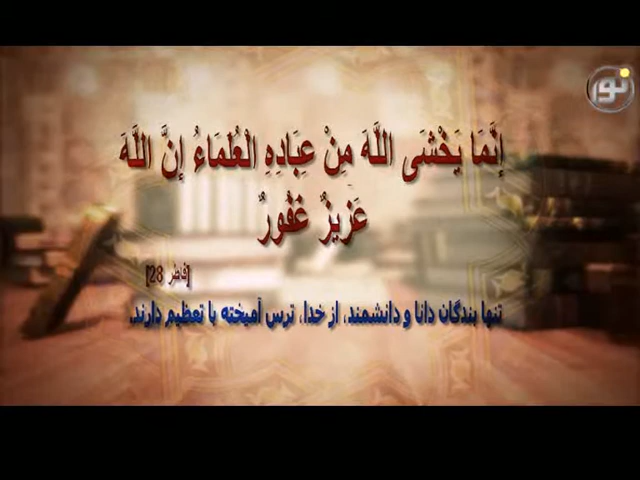 نور
إِنَّمَا يَخْشَى اللَّهَ مِنْ عِبَادِهِ الْعُلَمَاءُ إِنَّ اللَّهَ
عَزِيزٌ غَفُورٌ
[فاطر 28]
تنها بندگان دانا و دانشمند، از خدا، ترس آمیخته با تعظیم دارند.